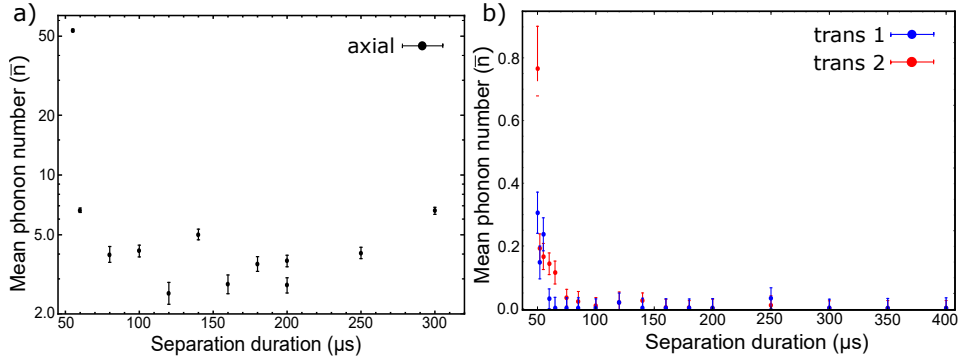 a)
axial
Mean phonon number (n̅)
50
20
10
5.0
2.0
50 100 150 200 250 300
Separation duration (μs)
b)
trans 1
trans 2
Mean phonon number (n̅)
0.8
0.6
0.4
0.2
0.0
50 100 150 200 250 300 350 400
Separation duration (μs)